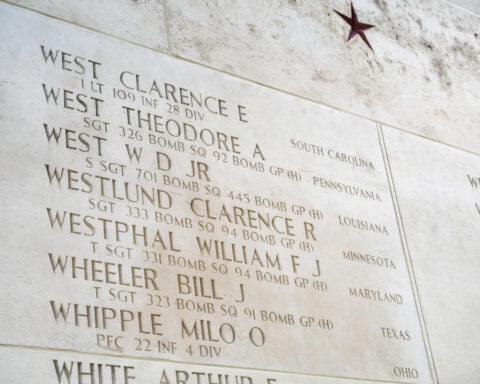 WEST CLARENCE E
1 LT 109 INF 28 DIV SOUTH CAROLINA
WEST THEODORE A
SGT 326 BOMB SQ 92 BOMB GP (H) PENNSYLVANIA
WEST W D JR
S SGT 701 BOMB SQ 445 BOMB GP (H) LOUISIANA
WESTLUND CLARENCE R
SGT 333 BOMB SQ 94 BOMB GP (H) MINNESOTA
WESTPHAL WILLIAM F J
T SGT 331 BOMB SQ 94 BOMB GP (H) MARYLAND
WHEELER BILL J
T SGT 323 BOMB SQ 91 BOMB GP (H) TEXAS
WHIPPLE MILO O
PFC 22 INF 4 DIV OHIO
WHITE ARTHUR